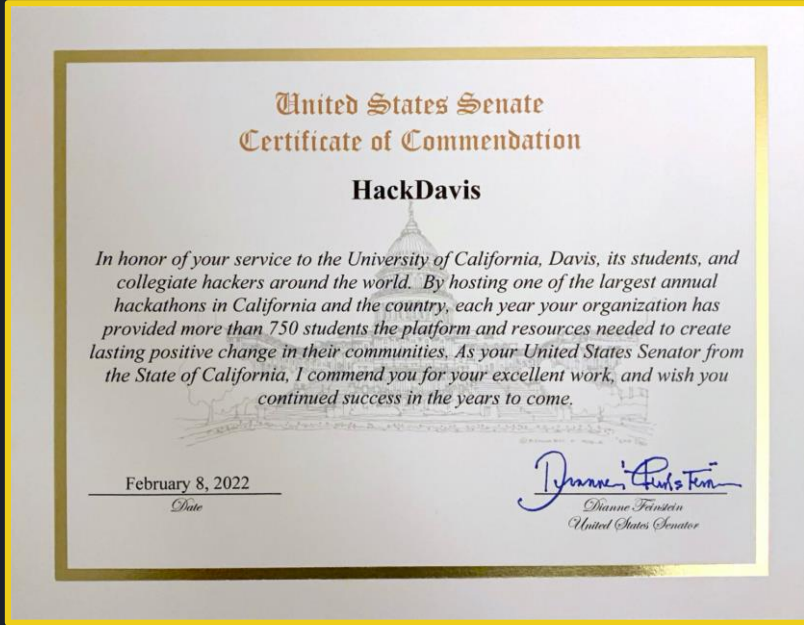 United States Senate
Certificate of Commendation
HackDavis
In honor of your service to the University of California, Davis, its students, and
collegiate hackers around the world. By hosting one of the largest annual
hackathons in California and the country, each year your organization has
provided more than 750 students the platform and resources needed to create
lasting positive change in their communities. As your United States Senator from
the State of California, I commend you for your excellent work, and wish you
continued success in the years to come.
February 8, 2022
Date
Dianne Feinstein
Dianne Feinstein
United States Senator